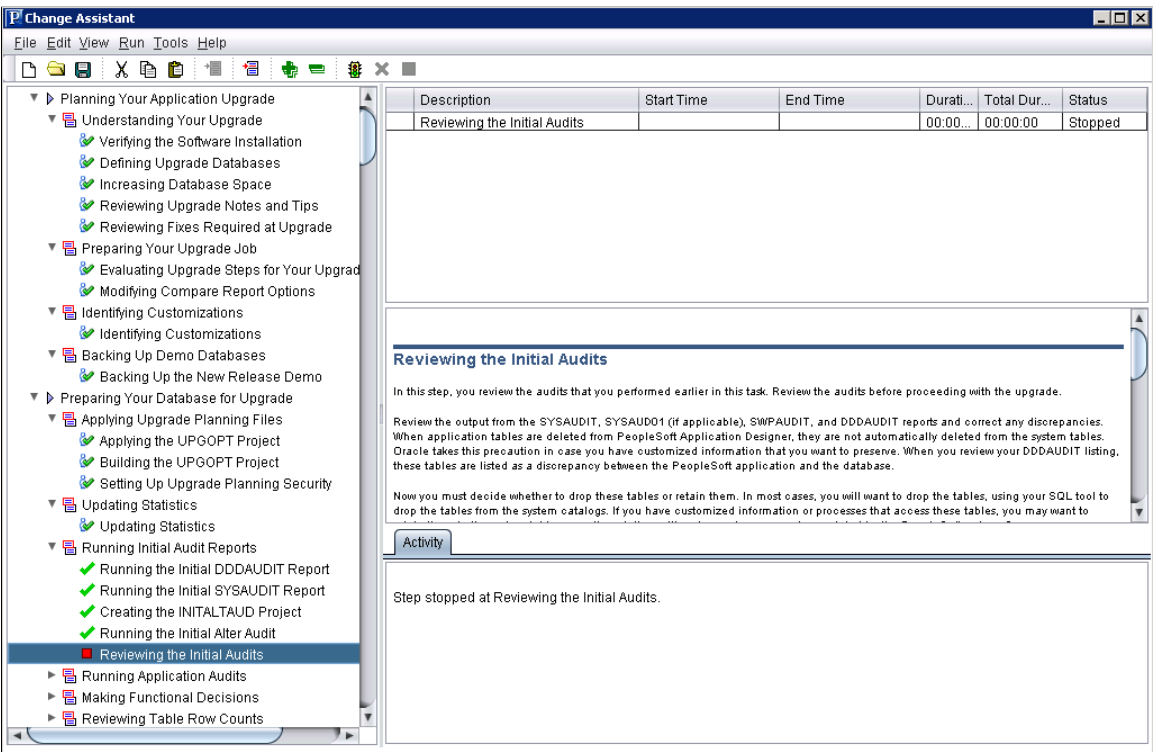 Change Assistant
File Edit View Run Tools Help
Planning Your Application Upgrade
Understanding Your Upgrade
Verifying the Software Installation
Defining Upgrade Databases
Increasing Database Space
Reviewing Upgrade Notes and Tips
Reviewing Fixes Required at Upgrade
Preparing Your Upgrade Job
Evaluating Upgrade Steps for Your Upgrad
Modifying Compare Report Options
Identifying Customizations
Identifying Customizations
Backing Up Demo Databases
Backing Up the New Release Demo
Preparing Your Database for Upgrade
Applying Upgrade Planning Files
Applying the UPGOPT Project
Building the UPGOPT Project
Setting Up Upgrade Planning Security
Updating Statistics
Updating Statistics
Running Initial Audit Reports
Running the Initial DDDAUDIT Report
Running the Initial SYSAUDIT Report
Creating the INITALTAUD Project
Running the Initial Alter Audit
Reviewing the Initial Audits
Running Application Audits
Making Functional Decisions
Reviewing Table Row Counts
Description Start Time End Time Durati... Total Dur... Status
Reviewing the Initial Audits 00:00... 00:00:00 Stopped
Reviewing the Initial Audits
In this step, you review the audits that you performed earlier in this task. Review the audits before proceeding with the upgrade.
Review the output from the SYSAUDIT, SYSAUD01 (if applicable), SWPAUDIT, and DDDAUDIT reports and correct any discrepancies.
When application tables are deleted from PeopleSoft Application Designer, they are not automatically deleted from the system tables.
Oracle takes this precaution in case you have customized information that you want to preserve. When you review your DDDAUDIT listing,
these tables are listed as a discrepancy between the PeopleSoft application and the database.
Now you must decide whether to drop these tables or retain them. In most cases, you will want to drop the tables, using your SQL tool to
drop the tables from the system catalogs. If you have customized information or processes that access these tables, you may want to
Activity
Step stopped at Reviewing the Initial Audits.